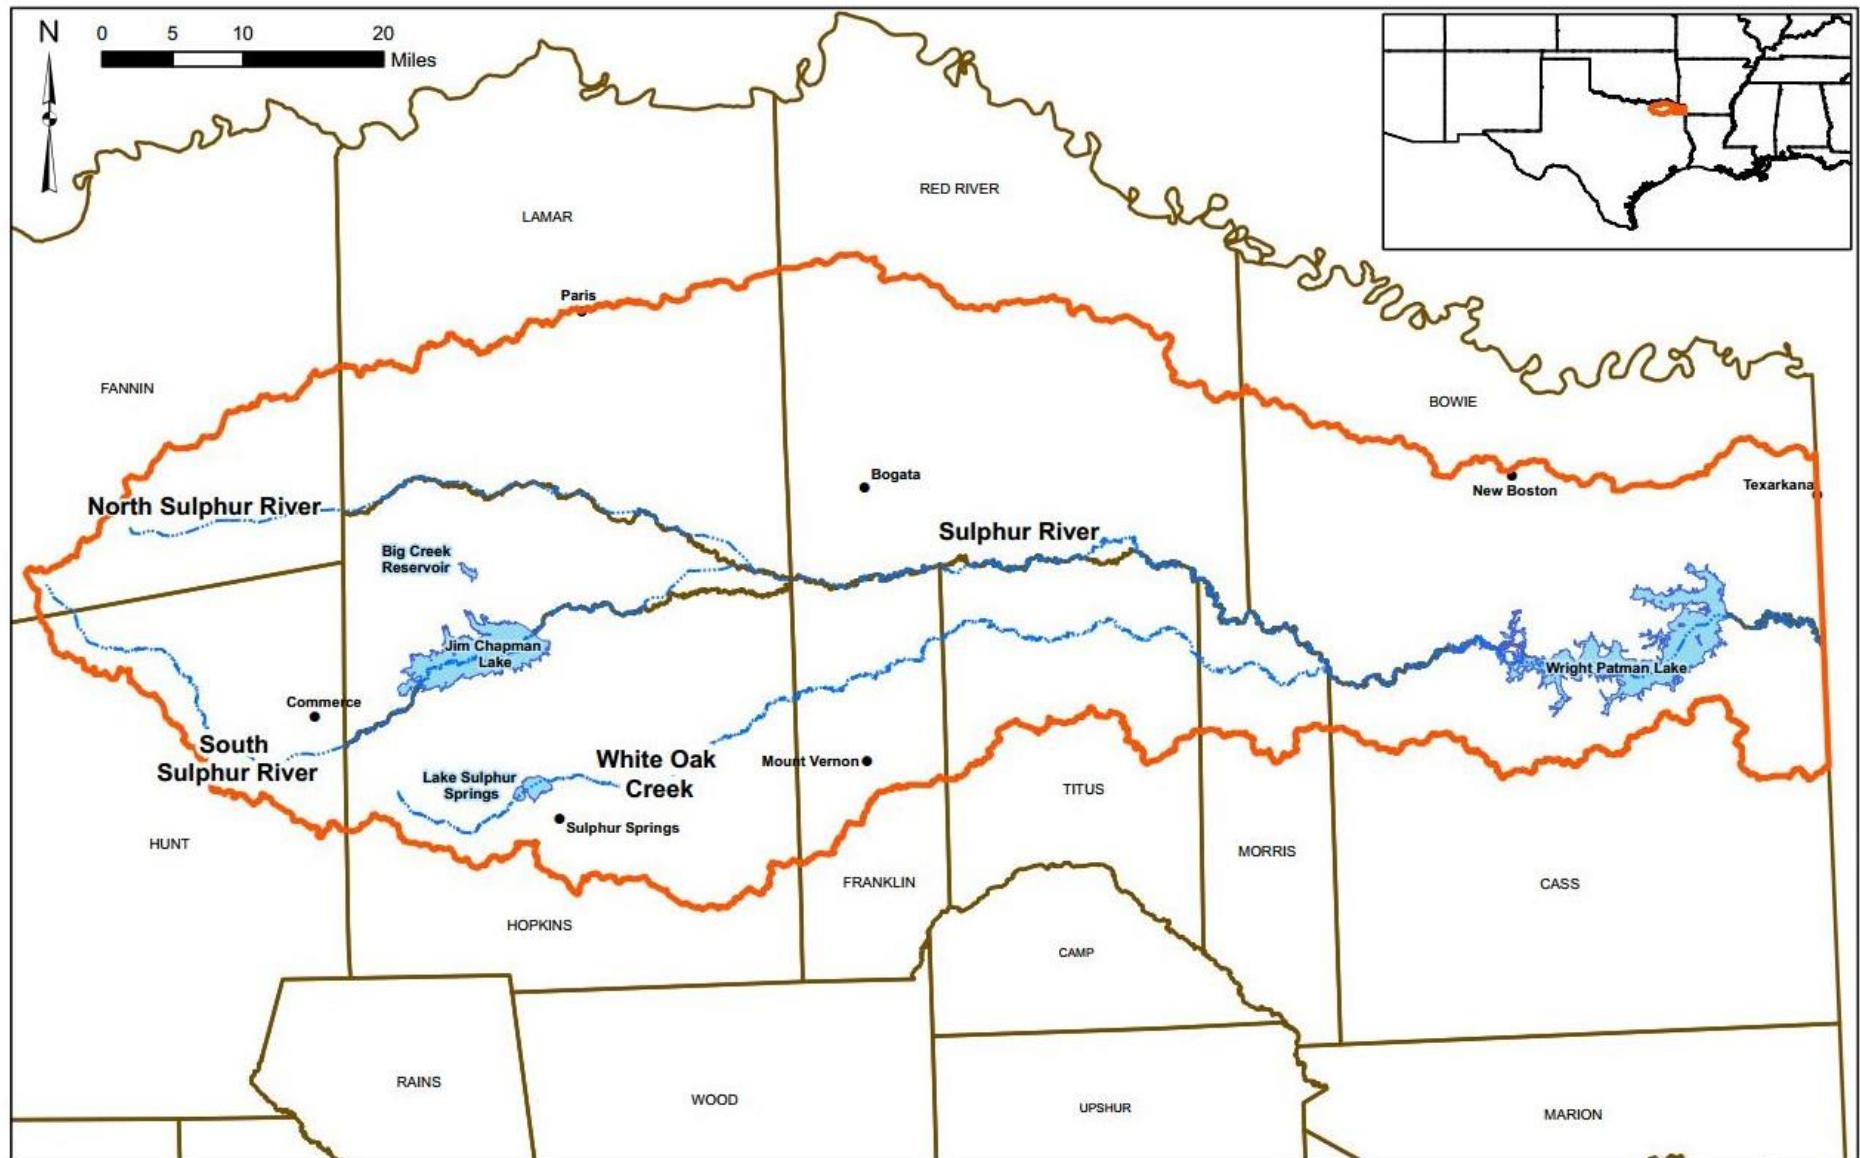 N
0 5 10 20
Miles
RED RIVER
LAMAR
Paris
FANNIN
BOWIE
Bogata
New Boston
Texarkana
North Sulphur River
Sulphur River
Big Creek
Reservoir
Jim Chapman
Lake
Wright Patman Lake
Commerce
South
Sulphur River
White Oak
Creek
Mount Vernon
Lake Sulphur
Springs
Sulphur Springs
TITUS
HUNT
MORRIS
FRANKLIN
CASS
HOPKINS
CAMP
RAINS
WOOD
UPSHUR
MARION